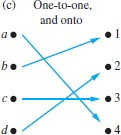 (c) One-to-one,
and onto
a 1
b 2
c 3
d 4